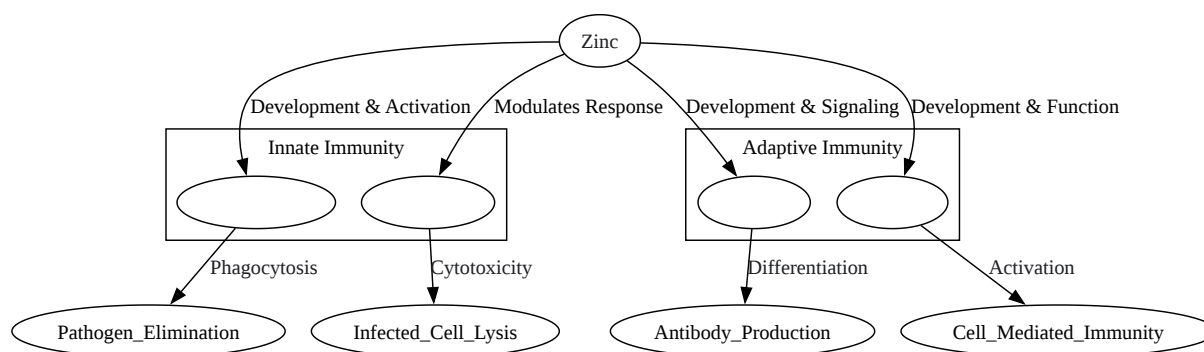 Zinc
Development & Activation
Modulates Response
Development & Signaling
Development & Function
Innate Immunity
Adaptive Immunity
Phagocytosis
Cytotoxicity
Differentiation
Activation
Pathogen_Elimination
Infected_Cell_Lysis
Antibody_Production
Cell_Mediated_Immunity